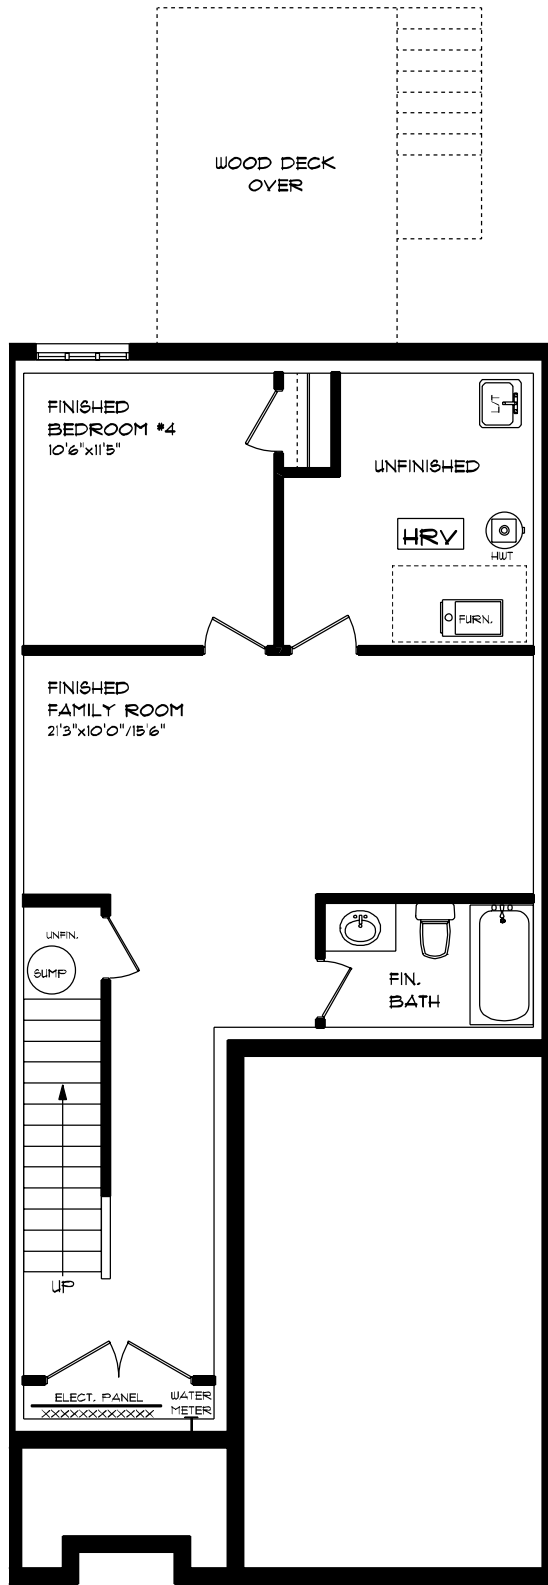 WOOD DECK
OVER
FINISHED
BEDROOM #4
10'6"x11'5"
L/T
UNFINISHED
HRV
HWT
FURN.
FINISHED
FAMILY ROOM
21'3"x10'0"/15'6"
UNFIN.
SUMP
FIN.
BATH
UP
ELECT. PANEL
XXXXXXXXXXXX
WATER
METER